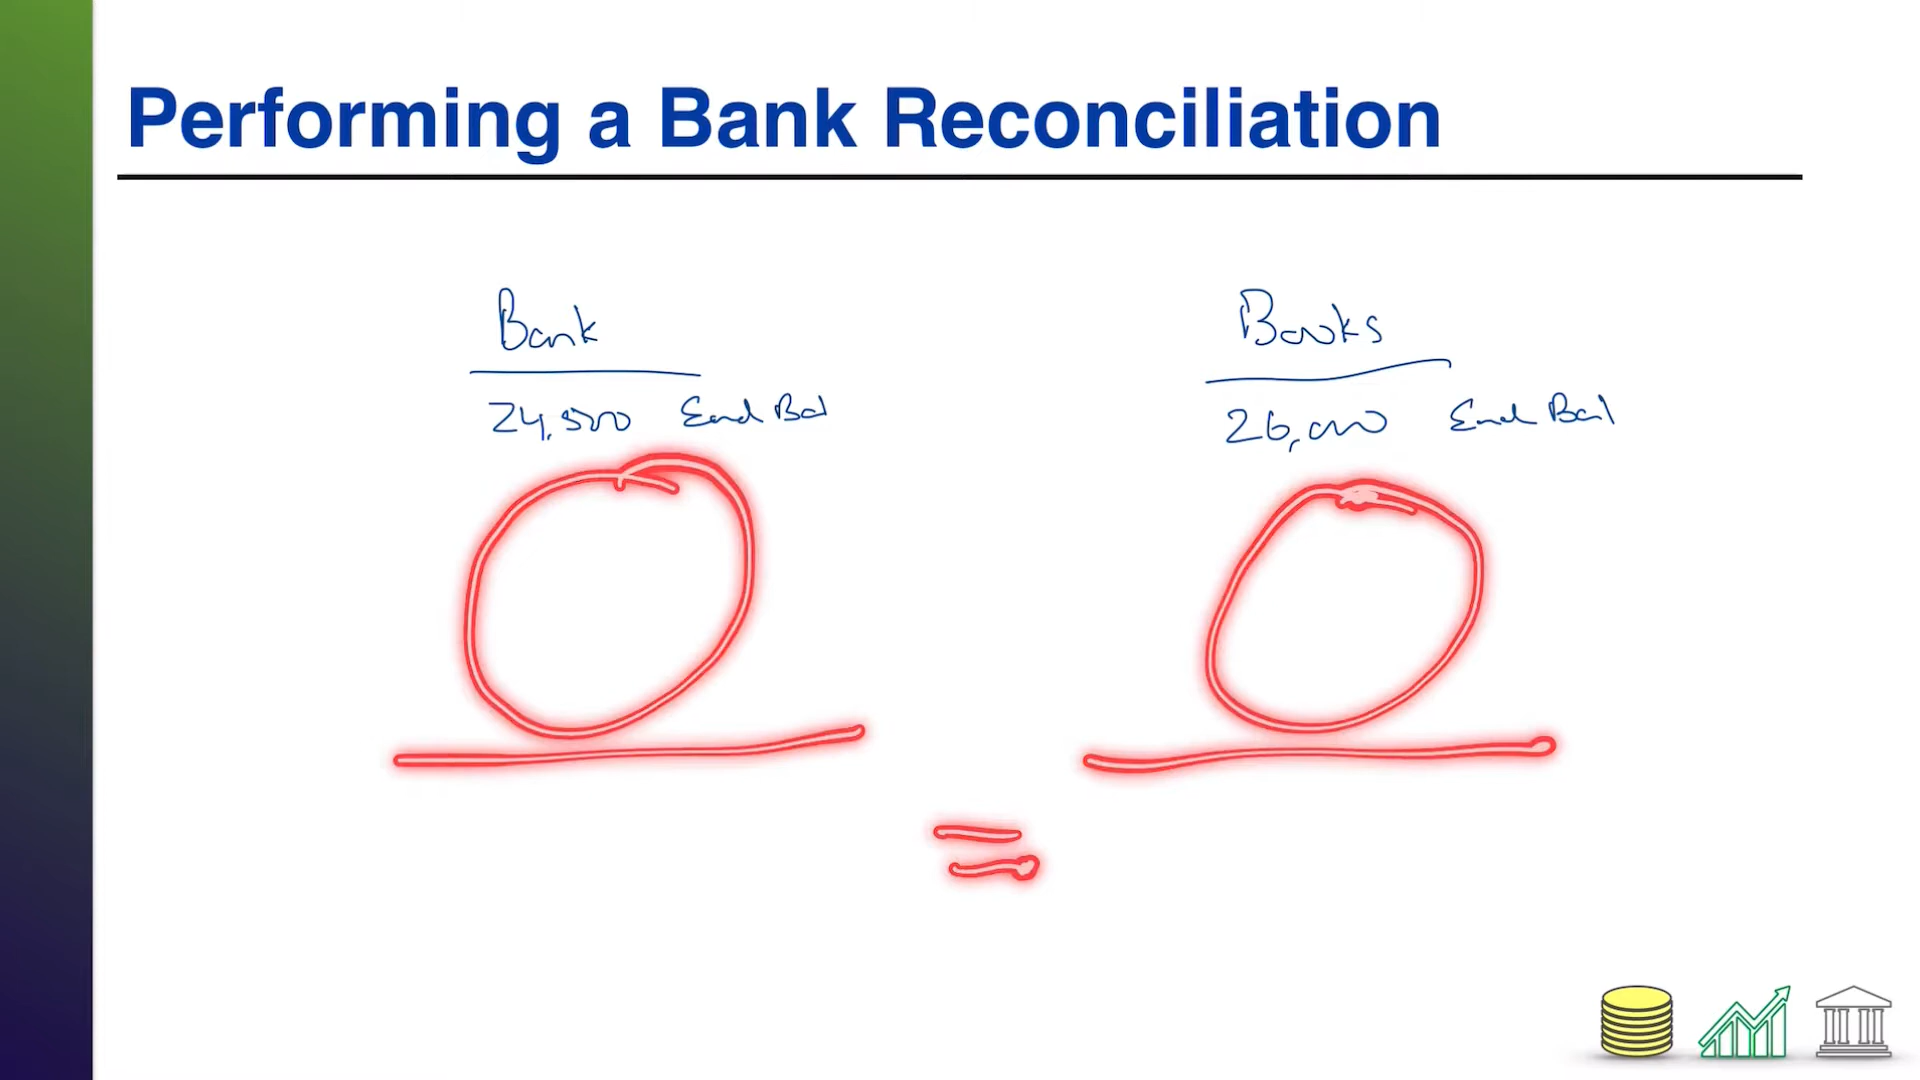 Performing a Bank Reconciliation
Bank
Books
24,500 End Bal
26,000 End Bal
=